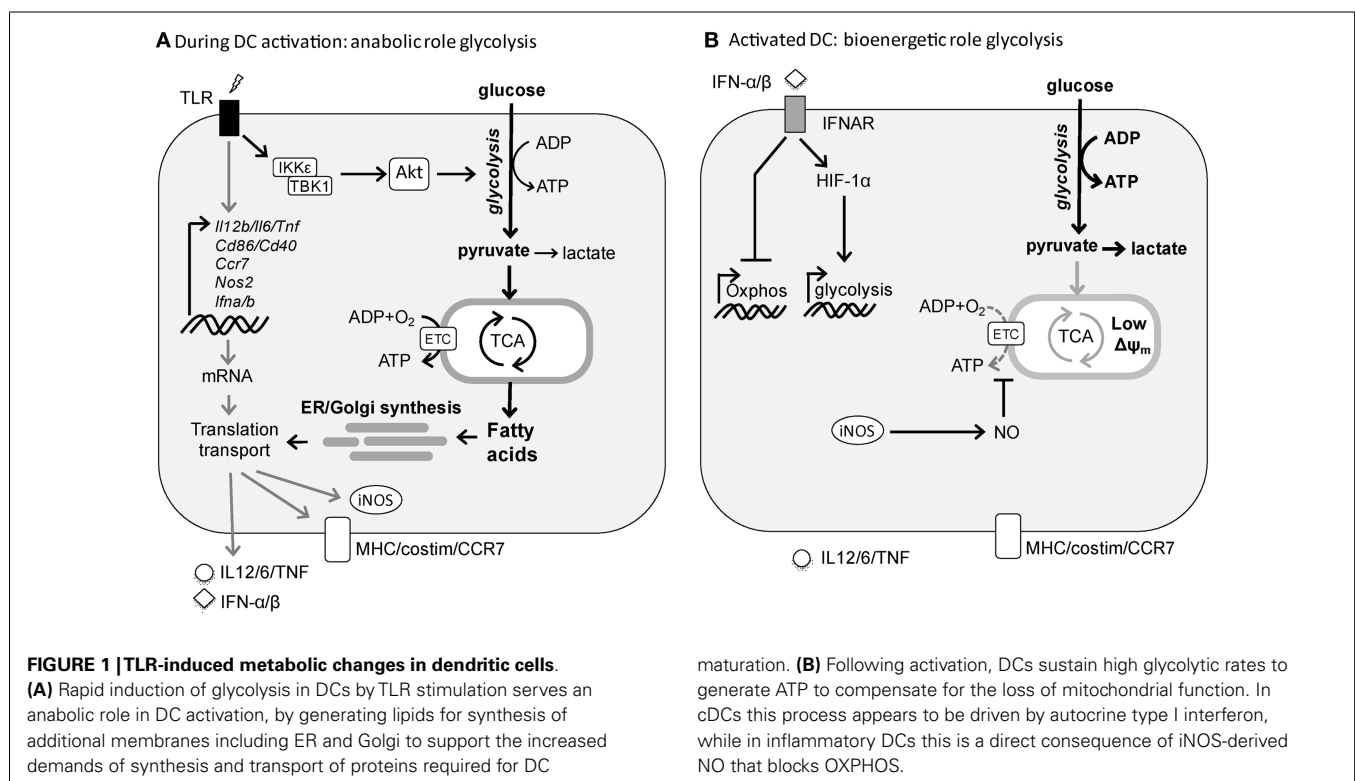 A During DC activation: anabolic role glycolysis
TLR
IKKε
TBK1
Akt
glucose
glycolysis
ADP
ATP
Il12b/Il6/Tnf
Cd86/Cd40
Ccr7
Nos2
Ifna/b
pyruvate
lactate
mRNA
ADP+O2
ETC
ATP
TCA
ER/Golgi synthesis
Translation
transport
Fatty
acids
iNOS
MHC/costim/CCR7
IL12/6/TNF
IFN-α/β
B Activated DC: bioenergetic role glycolysis
IFN-α/β
IFNAR
glucose
glycolysis
ADP
ATP
HIF-1α
pyruvate
lactate
Oxphos
glycolysis
ADP+O2
ETC
ATP
TCA
Low
Δψm
iNOS
NO
MHC/costim/CCR7
IL12/6/TNF
FIGURE 1 | TLR-induced metabolic changes in dendritic cells.
(A) Rapid induction of glycolysis in DCs by TLR stimulation serves an
anabolic role in DC activation, by generating lipids for synthesis of
additional membranes including ER and Golgi to support the increased
demands of synthesis and transport of proteins required for DC
maturation. (B) Following activation, DCs sustain high glycolytic rates to
generate ATP to compensate for the loss of mitochondrial function. In
cDCs this process appears to be driven by autocrine type I interferon,
while in inflammatory DCs this is a direct consequence of iNOS-derived
NO that blocks OXPHOS.